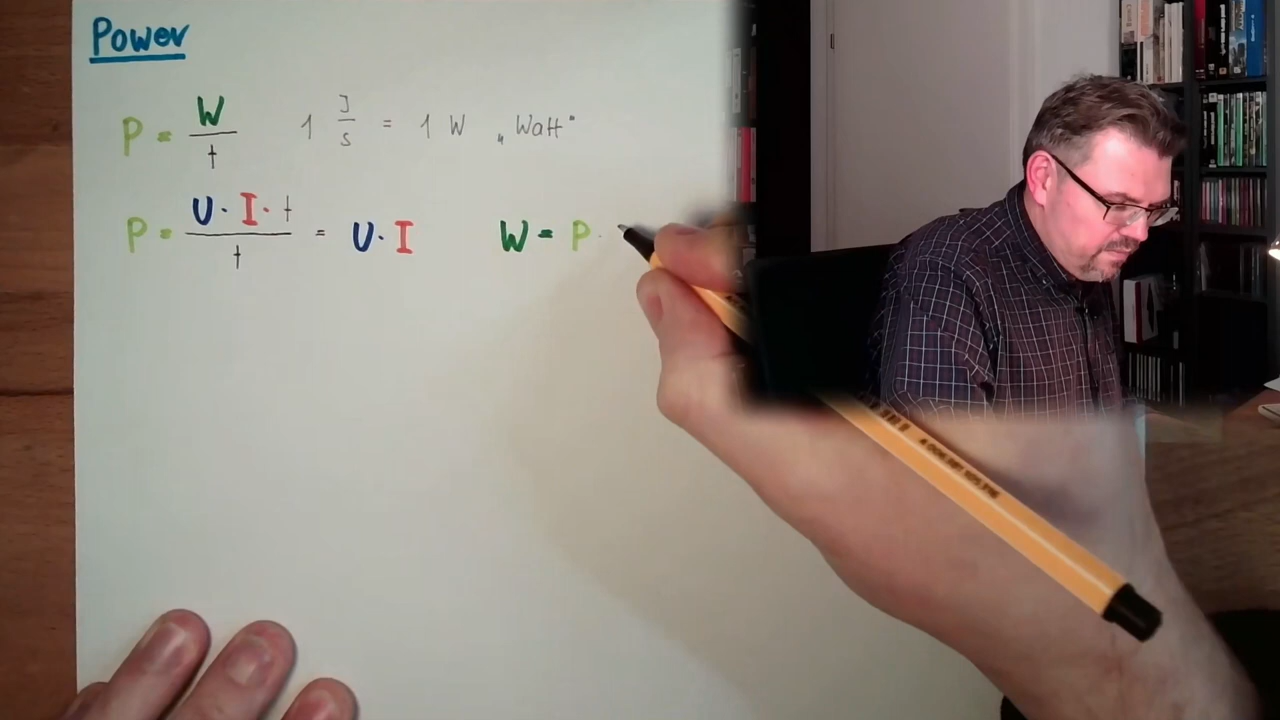 Power
P = W / t 1 J / s = 1 W „Watt"
P = U · I · t / t = U · I W = P ·